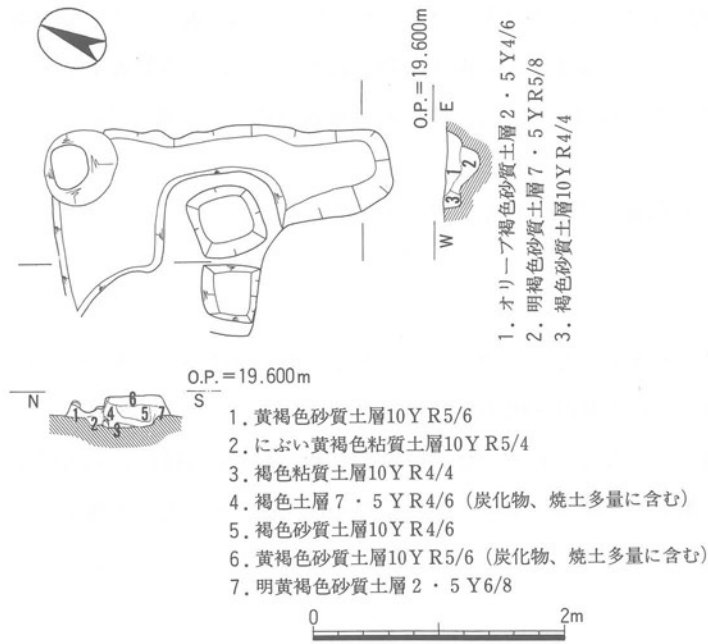 O.P.=19.600m
E
1
2
3
W
1. オリーブ褐色砂質土層2・5Y4/6
2. 明褐色砂質土層7・5YR5/8
3. 褐色砂質土層10YR4/4
O.P.=19.600m
N
S
6
1
4
5
7
2
3
1. 黄褐色砂質土層10YR5/6
2. にぶい黄褐色粘質土層10YR5/4
3. 褐色粘質土層10YR4/4
4. 褐色土層7・5YR4/6(炭化物、焼土多量に含む)
5. 褐色砂質土層10YR4/6
6. 黄褐色砂質土層10YR5/6(炭化物、焼土多量に含む)
7. 明黄褐色砂質土層2・5Y6/8
0
2m